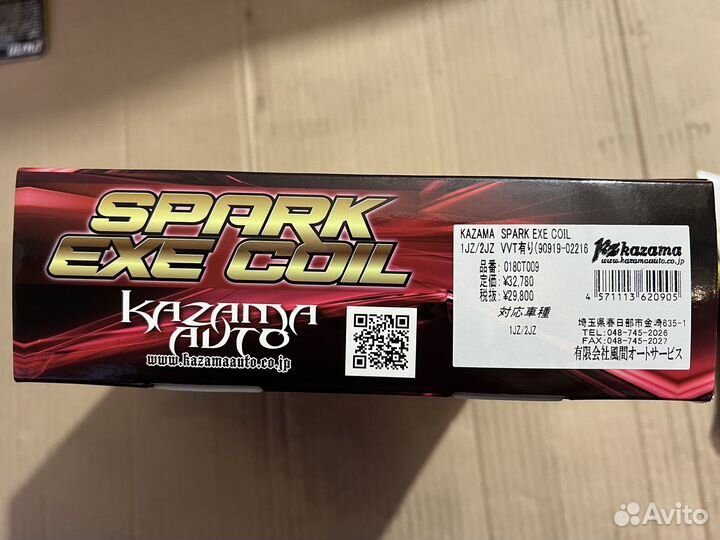 SPARK
EXE COIL
KAZAMA
AUTO
www.kazamaauto.co.jp
KAZAMA SPARK EXE COIL
1JZ/2JZ VVT有り(90919-02216
品番: 0180T009
定価: ¥32,780
税抜: ¥29,800
対応車種
1JZ/2JZ
kazama
www.kazamaauto.co.jp
4 571113 620905
埼玉県春日部市金崎635-1
TEL:048-745-2026
FAX:048-745-2027
有限会社風間オートサービス
Avito